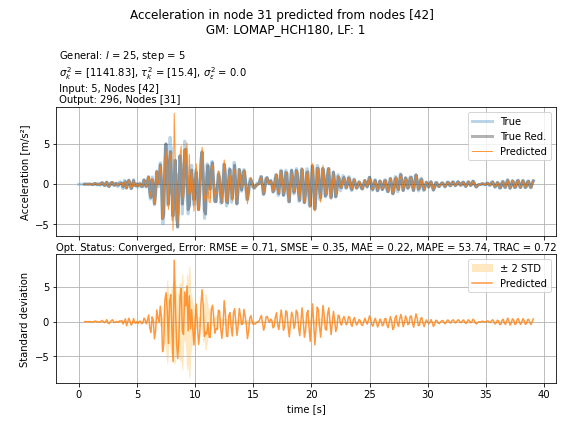 Acceleration in node 31 predicted from nodes [42]
GM: LOMAP_HCH180, LF: 1
General: l = 25, step = 5
σ²ₖ = [1141.83], τ²ₖ = [15.4], σ²ε = 0.0
Input: 5, Nodes [42]
Output: 296, Nodes [31]
True
True Red.
Predicted
Acceleration [m/s²]
5
0
−5
Opt. Status: Converged, Error: RMSE = 0.71, SMSE = 0.35, MAE = 0.22, MAPE = 53.74, TRAC = 0.72
± 2 STD
Predicted
Standard deviation
5
0
−5
0 5 10 15 20 25 30 35 40
time [s]